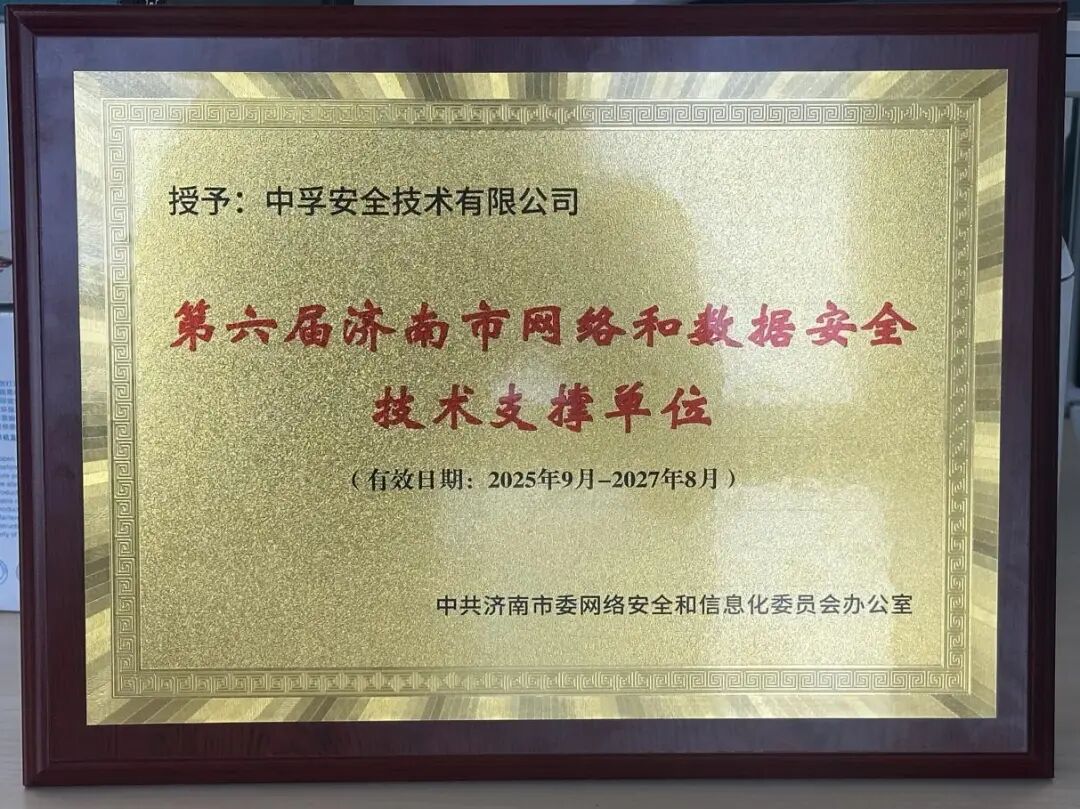 授予：中孚安全技术有限公司
第六届济南市网络和数据安全
技术支撑单位
（有效日期：2025年9月-2027年8月）
中共济南市委网络安全和信息化委员会办公室